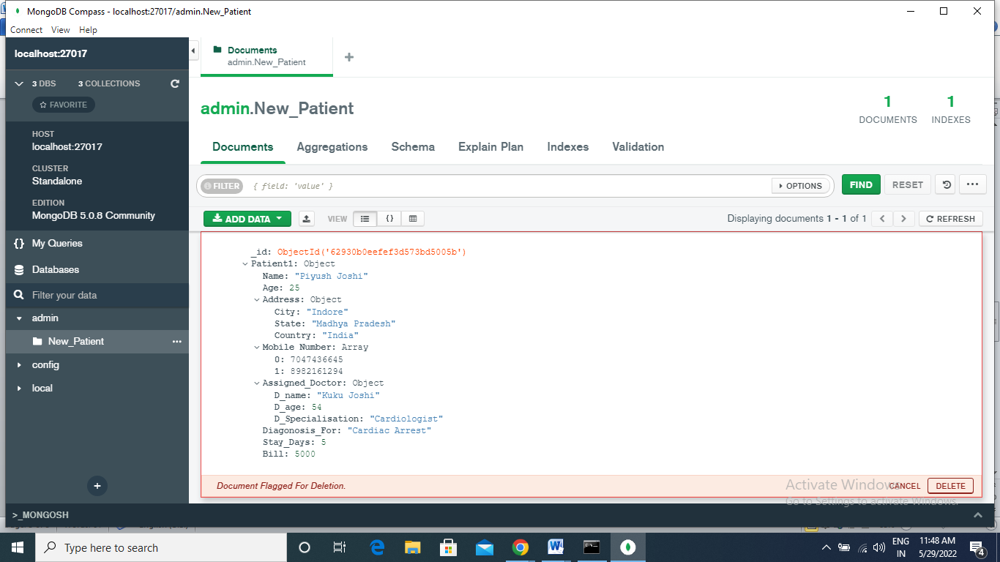 MongoDB Compass - localhost:27017/admin.New_Patient
Connect View Help
localhost:27017
3 DBS 3 COLLECTIONS
FAVORITE
HOST
localhost:27017
CLUSTER
Standalone
EDITION
MongoDB 5.0.8 Community
{} My Queries
Databases
Filter your data
admin
New_Patient ...
config
local
+
Documents
admin.New_Patient
+
admin.New_Patient
1 DOCUMENTS
1 INDEXES
Documents Aggregations Schema Explain Plan Indexes Validation
FILTER { field: 'value' } OPTIONS FIND RESET ...
ADD DATA VIEW {} Displaying documents 1 - 1 of 1 < > REFRESH
_id: ObjectId('62930b0eefef3d573bd5005b')
Patient1: Object
Name: "Piyush Joshi"
Age: 25
Address: Object
City: "Indore"
State: "Madhya Pradesh"
Country: "India"
Mobile Number: Array
0: 7047436645
1: 8982161294
Assigned_Doctor: Object
D_name: "Kuku Joshi"
D_age: 54
D_Specialisation: "Cardiologist"
Diagonosis_For: "Cardiac Arrest"
Stay_Days: 5
Bill: 5000
Document Flagged For Deletion. CANCEL DELETE
Activate Windows
Go to Settings to activate Windows.
>_MONGOSH
Type here to search
ENG
IN
11:48 AM
5/29/2022
4